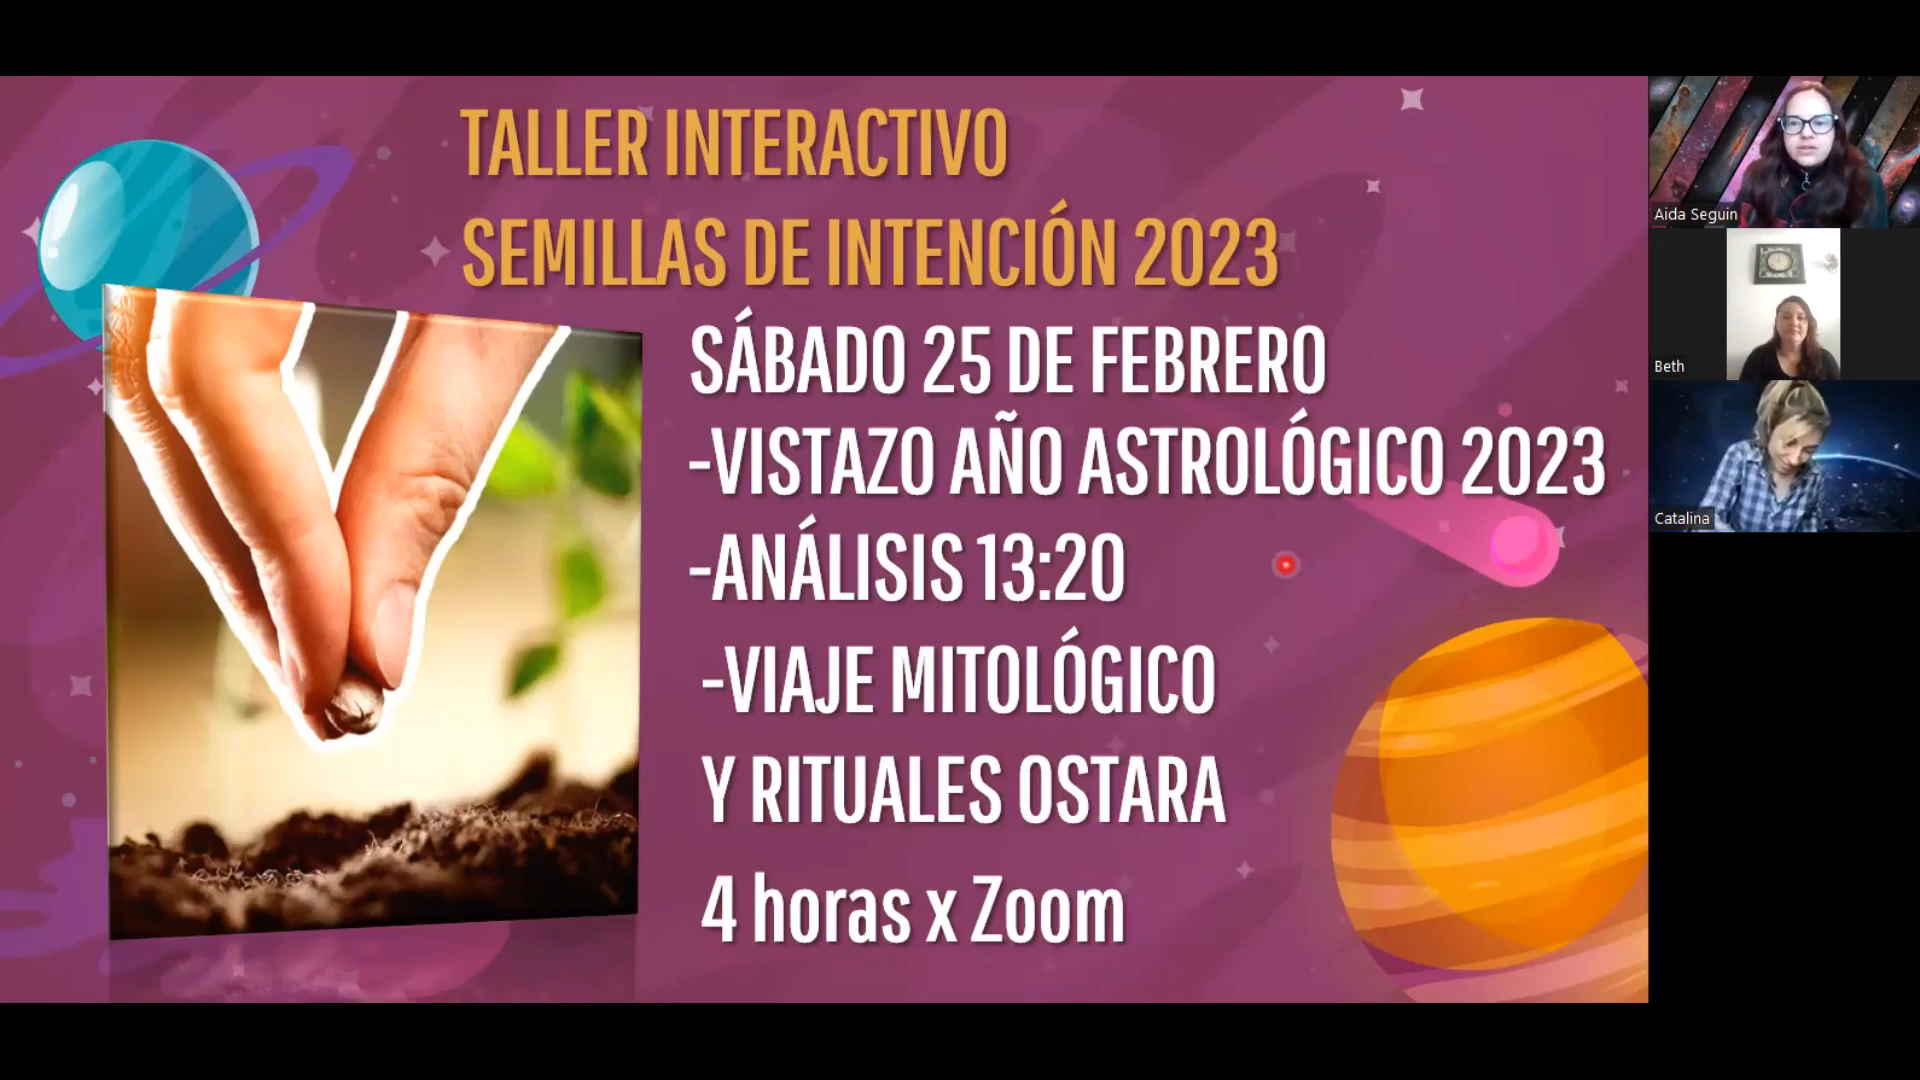 TALLER INTERACTIVO
SEMILLAS DE INTENCIÓN 2023
SÁBADO 25 DE FEBRERO
-VISTAZO AÑO ASTROLÓGICO 2023
-ANÁLISIS 13:20
-VIAJE MITOLÓGICO
Y RITUALES OSTARA
4 horas x Zoom
Aida Seguin
Beth
Catalina